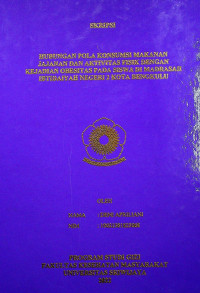 SKRIPSI
HUBUNGAN POLA KONSUMSI MAKANAN
JAJANAN DAN AKTIVITAS FISIK DENGAN
KEJADIAN OBESITAS PADA SISWA DI MADRASAH
IBTIDAIYAH NEGERI 2 KOTA BENGKULU
OLEH
NAMA :
NIM :
PROGRAM STUDI GIZI
FAKULTAS KESEHATAN MASYARAKAT
UNIVERSITAS SRIWIJAYA